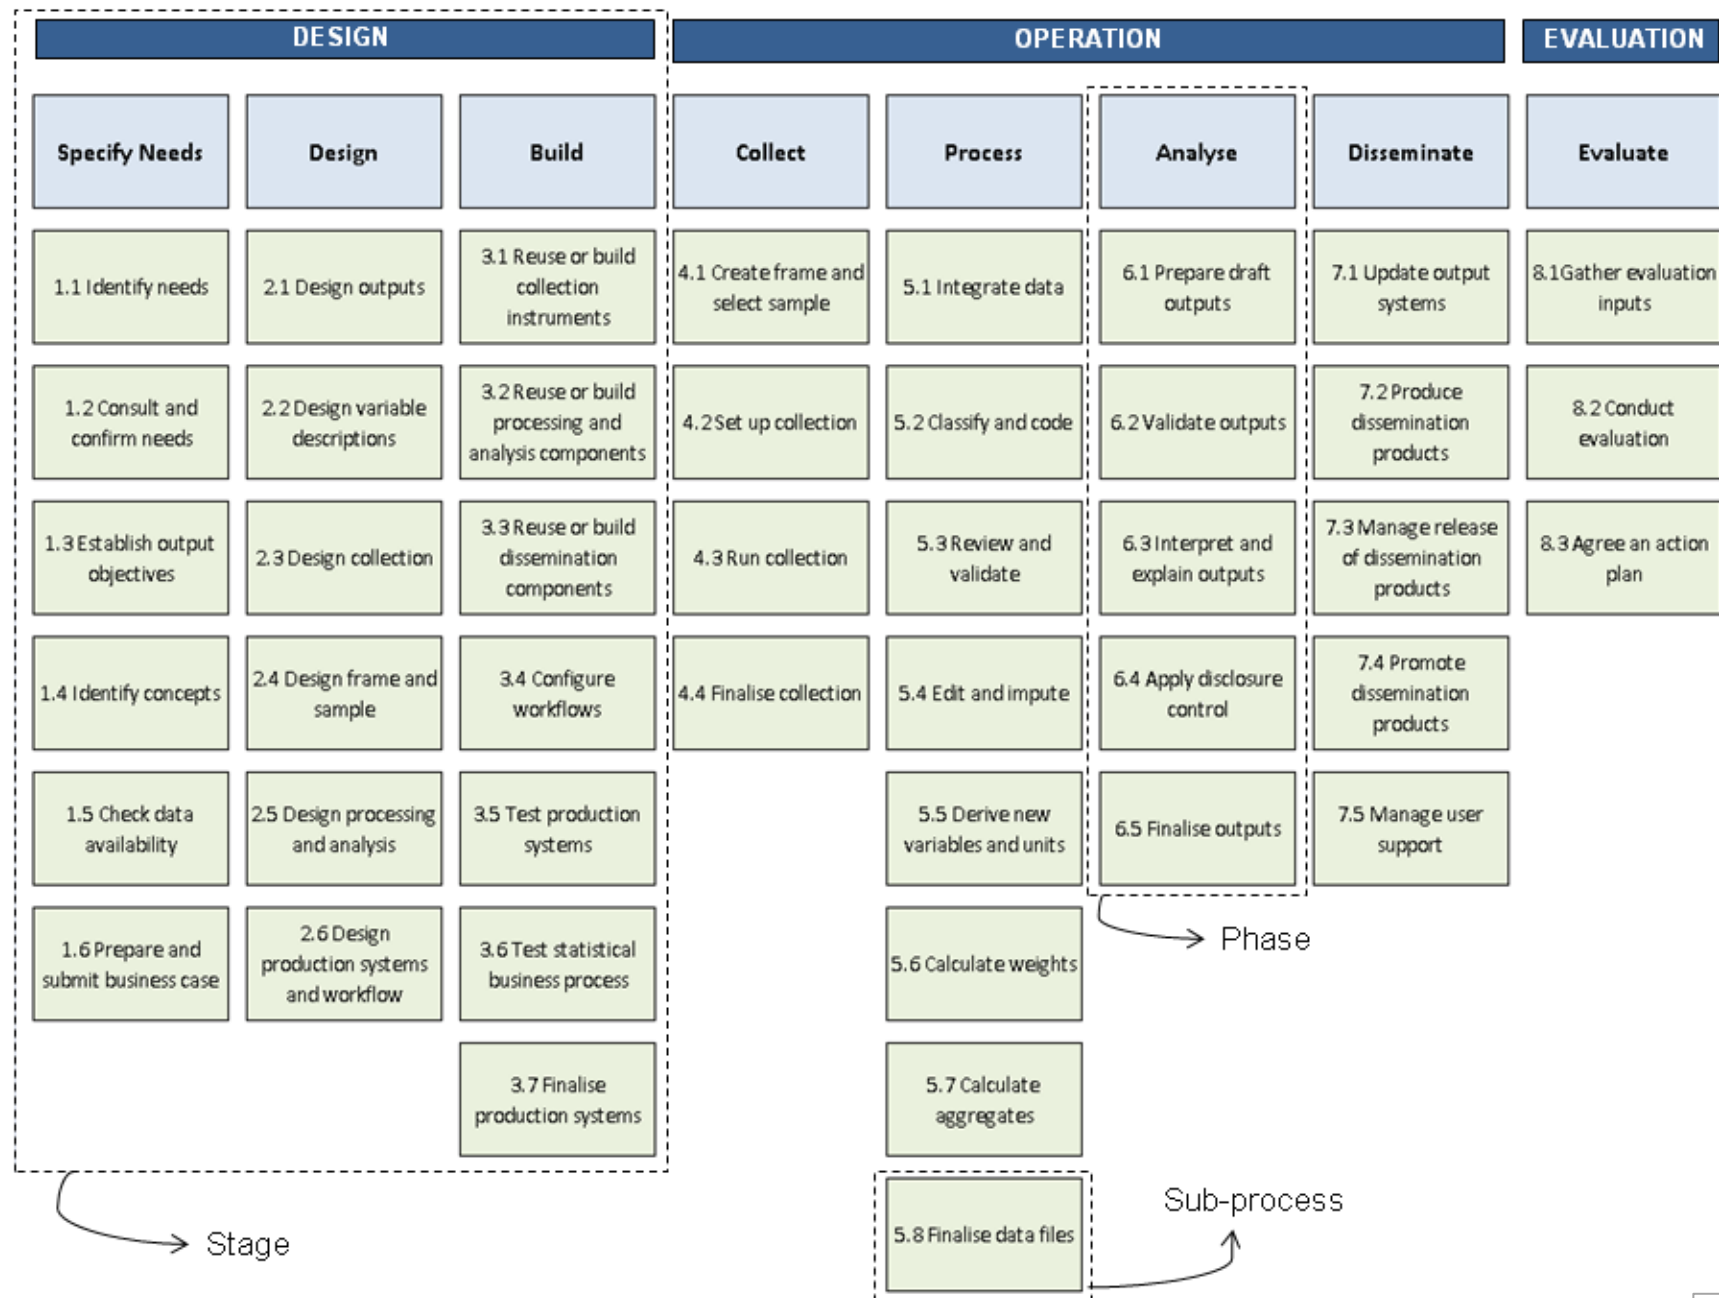 DESIGN
OPERATION
EVALUATION
Specify Needs
Design
Build
Collect
Process
Analyse
Disseminate
Evaluate
1.1 Identify needs
2.1 Design outputs
3.1 Reuse or build
collection
instruments
4.1 Create frame and
select sample
5.1 Integrate data
6.1 Prepare draft
outputs
7.1 Update output
systems
8.1Gather evaluation
inputs
1.2 Consult and
confirm needs
2.2 Design variable
descriptions
3.2 Reuse or build
processing and
analysis components
4.2 Set up collection
5.2 Classify and code
6.2 Validate outputs
7.2 Produce
dissemination
products
8.2 Conduct
evaluation
1.3 Establish output
objectives
2.3 Design collection
3.3 Reuse or build
dissemination
components
4.3 Run collection
5.3 Review and
validate
6.3 Interpret and
explain outputs
7.3 Manage release
of dissemination
products
8.3 Agree an action
plan
1.4 Identify concepts
2.4 Design frame and
sample
3.4 Configure
workflows
4.4 Finalise collection
5.4 Edit and impute
6.4 Apply disclosure
control
7.4 Promote
dissemination
products
1.5 Check data
availability
2.5 Design processing
and analysis
3.5 Test production
systems
5.5 Derive new
variables and units
6.5 Finalise outputs
7.5 Manage user
support
1.6 Prepare and
submit business case
2.6 Design
production systems
and workflow
3.6 Test statistical
business process
5.6 Calculate weights
Phase
3.7 Finalise
production systems
5.7 Calculate
aggregates
Stage
5.8 Finalise data files
Sub-process